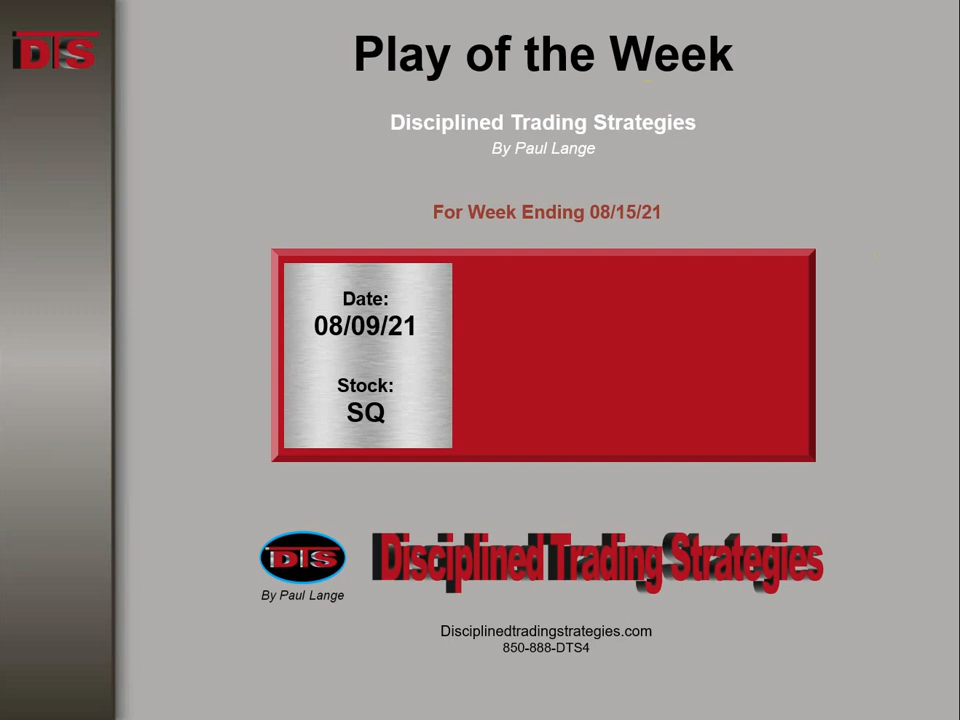 DTS
Play of the Week
Disciplined Trading Strategies
By Paul Lange
For Week Ending 08/15/21
Date:
08/09/21
Stock:
SQ
DTS
Disciplined Trading Strategies
By Paul Lange
Disciplinedtradingstrategies.com
850-888-DTS4